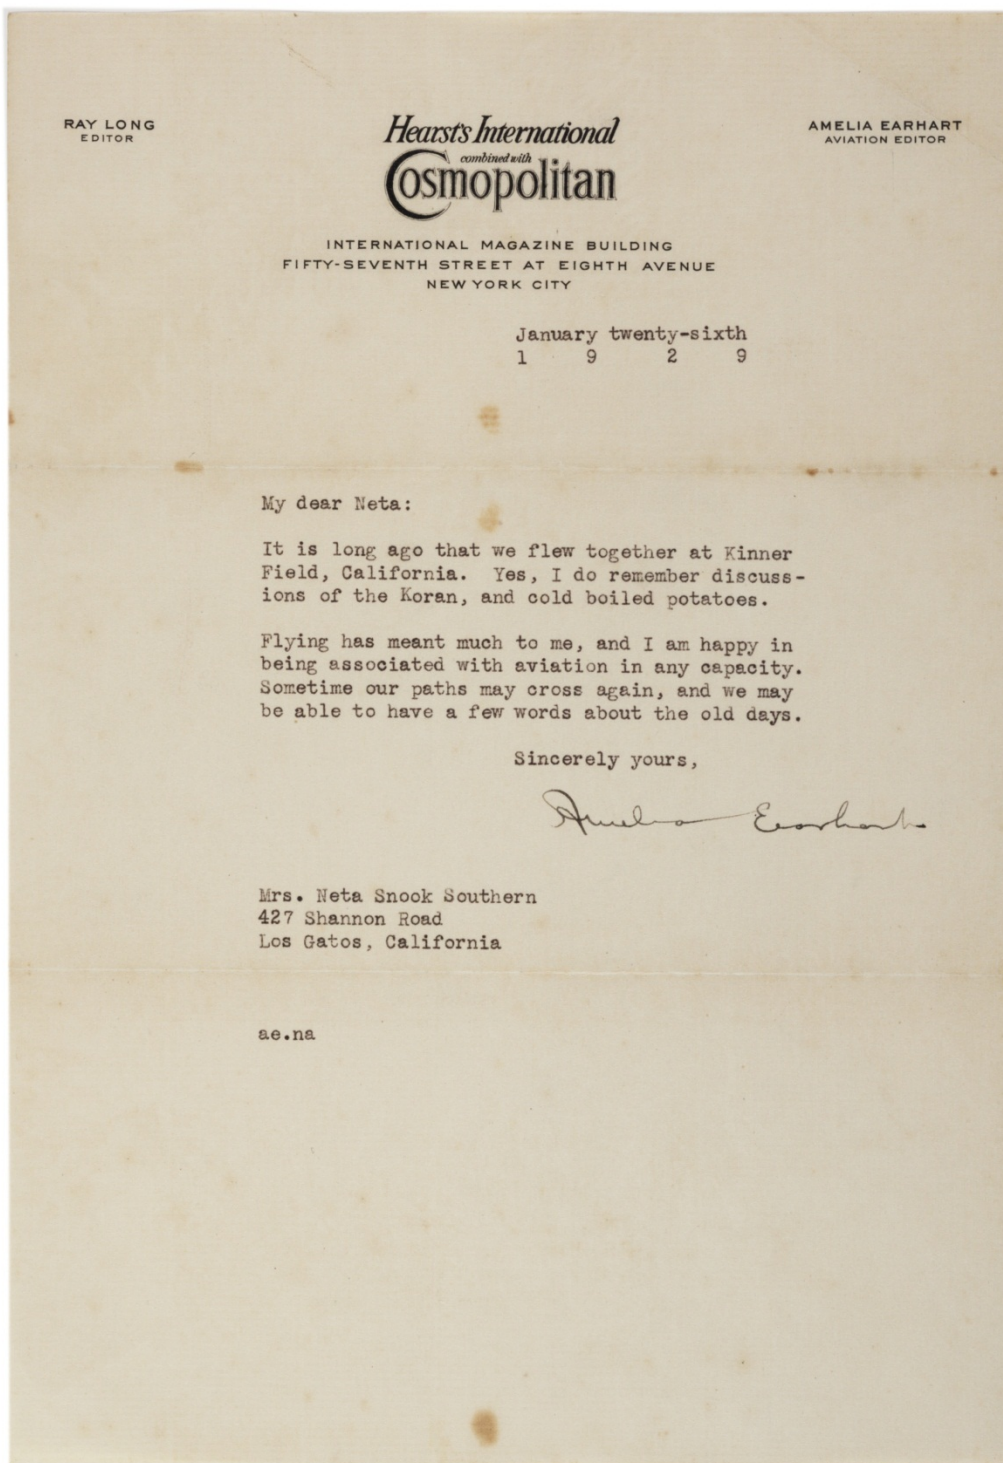 RAY LONG
EDITOR
Hearst's International
combined with
Cosmopolitan
AMELIA EARHART
AVIATION EDITOR
INTERNATIONAL MAGAZINE BUILDING
FIFTY-SEVENTH STREET AT EIGHTH AVENUE
NEW YORK CITY
January twenty-sixth
1 9 2 9
My dear Neta:
It is long ago that we flew together at Kinner
Field, California. Yes, I do remember discuss-
ions of the Koran, and cold boiled potatoes.
Flying has meant much to me, and I am happy in
being associated with aviation in any capacity.
Sometime our paths may cross again, and we may
be able to have a few words about the old days.
Sincerely yours,
Amelia Earhart
Mrs. Neta Snook Southern
427 Shannon Road
Los Gatos, California
ae.na